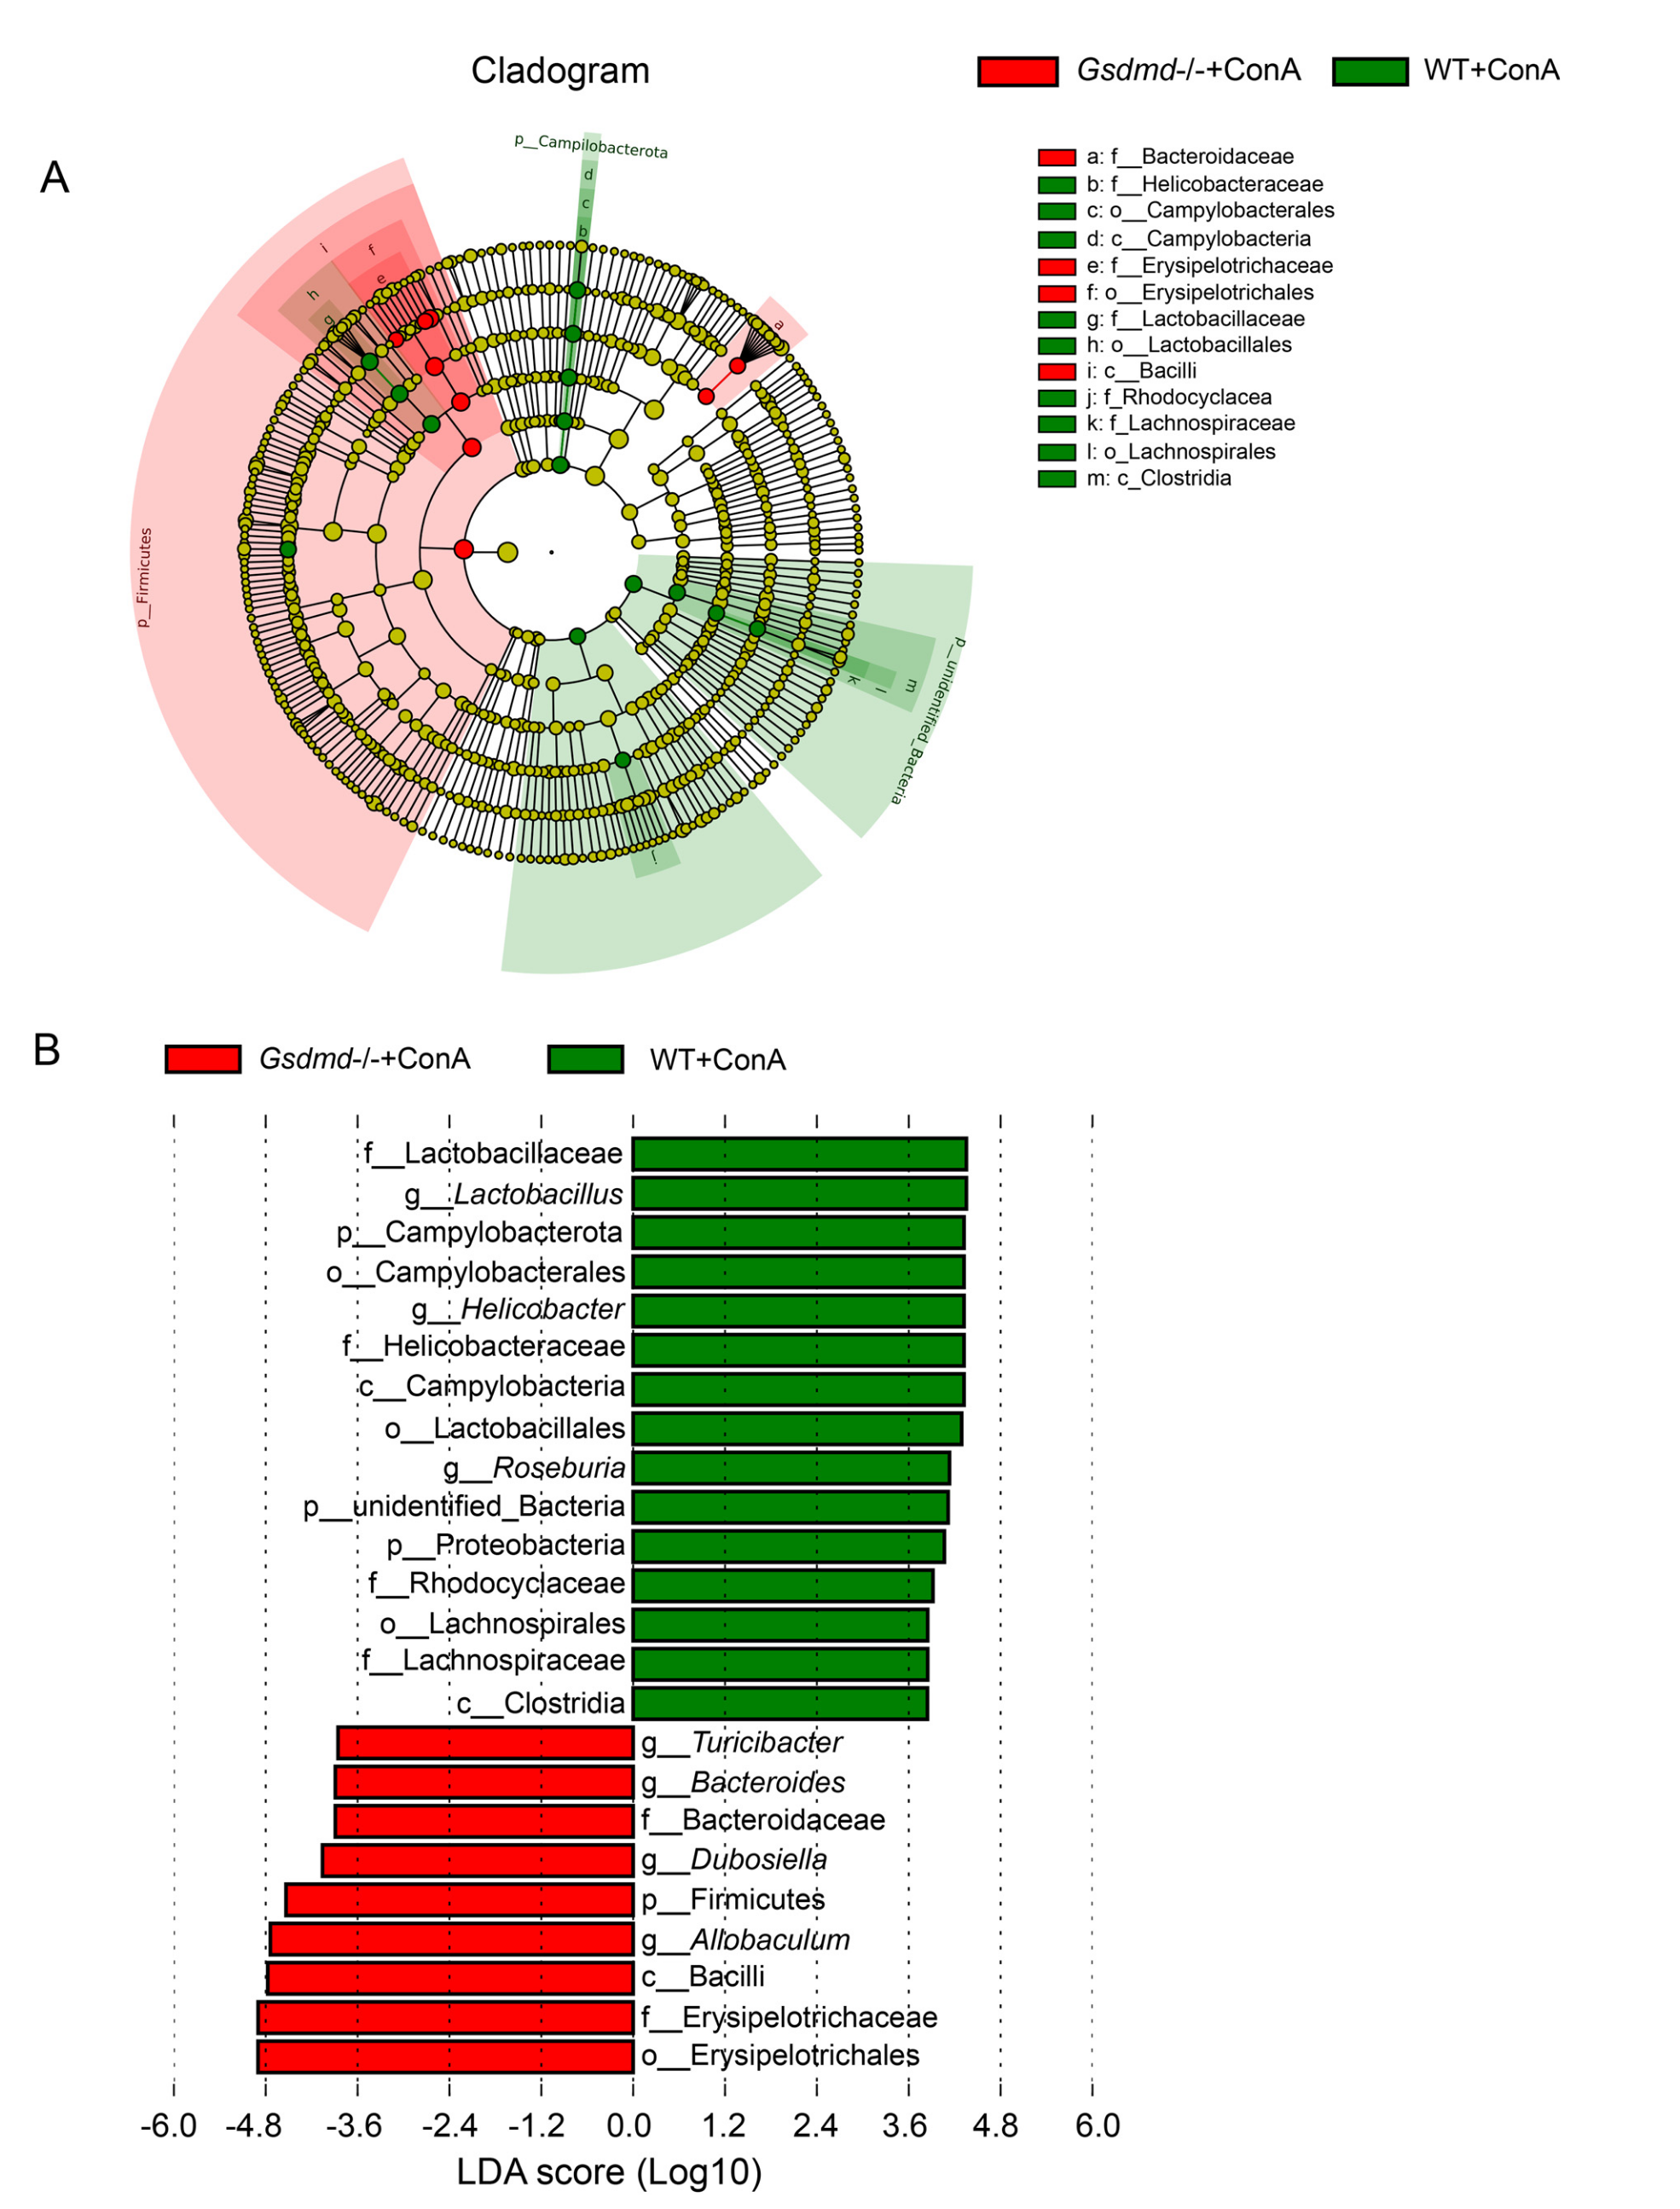 Cladogram
Gsdmd-/-+ConA
WT+ConA
A
p__Campilobacterota
d
c
b
a
i
f
e
h
g
p__Firmicutes
k
l
m
p__unidentified_Bacteria
j
a: f__Bacteroidaceae
b: f__Helicobacteraceae
c: o__Campylobacterales
d: c__Campylobacteria
e: f__Erysipelotrichaceae
f: o__Erysipelotrichales
g: f__Lactobacillaceae
h: o__Lactobacillales
i: c__Bacilli
j: f_Rhodocyclacea
k: f_Lachnospiraceae
l: o_Lachnospirales
m: c_Clostridia
B
Gsdmd-/-+ConA
WT+ConA
f__Lactobacillaceae
g__Lactobacillus
p__Campylobacterota
o__Campylobacterales
g__Helicobacter
f__Helicobacteraceae
c__Campylobacteria
o__Lactobacillales
g__Roseburia
p__unidentified_Bacteria
p__Proteobacteria
f__Rhodocyclaceae
o__Lachnospirales
f__Lachnospiraceae
c__Clostridia
g__Turicibacter
g__Bacteroides
f__Bacteroidaceae
g__Dubosiella
p__Firmicutes
g__Allobaculum
c__Bacilli
f__Erysipelotrichaceae
o__Erysipelotrichales
-6.0 -4.8 -3.6 -2.4 -1.2 0.0 1.2 2.4 3.6 4.8 6.0
LDA score (Log10)